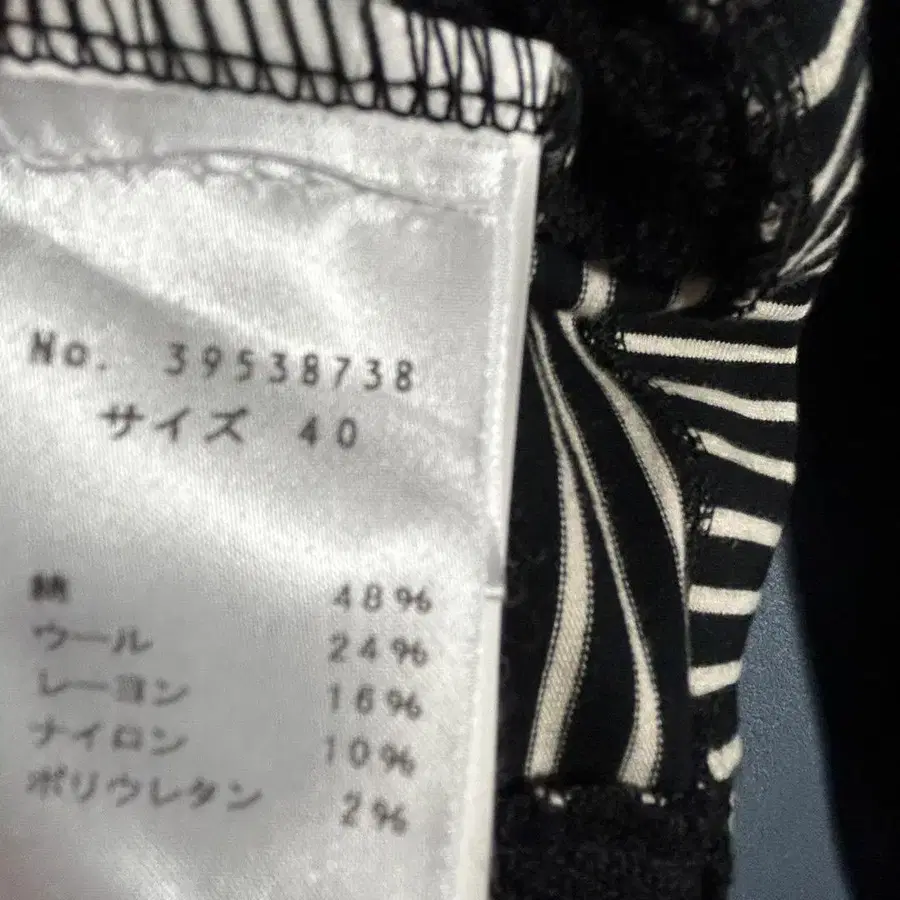 No. 39538738
サイズ 40
綿 48%
ウール 24%
レーヨン 16%
ナイロン 10%
ポリウレタン 2%